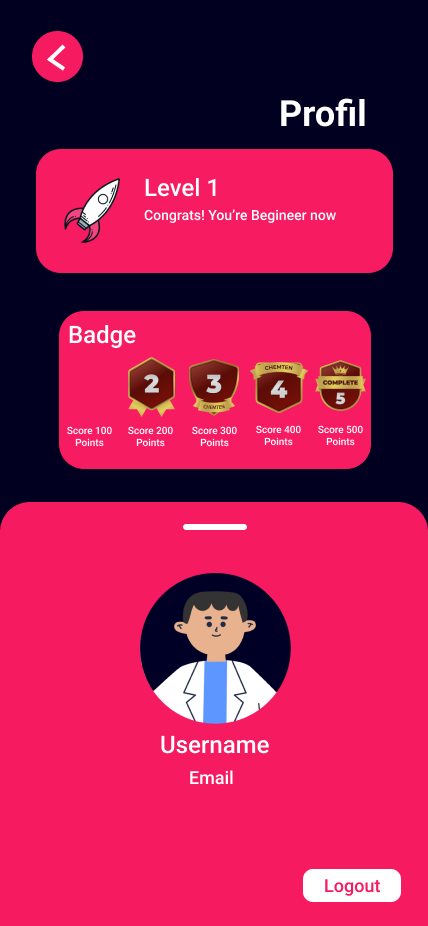 Profil
Level 1
Congrats! You're Begineer now
Badge
2
3
CHEMTEN
CHEMTEN
4
COMPLETE
5
Score 100
Points
Score 200
Points
Score 300
Points
Score 400
Points
Score 500
Points
Username
Email
Logout